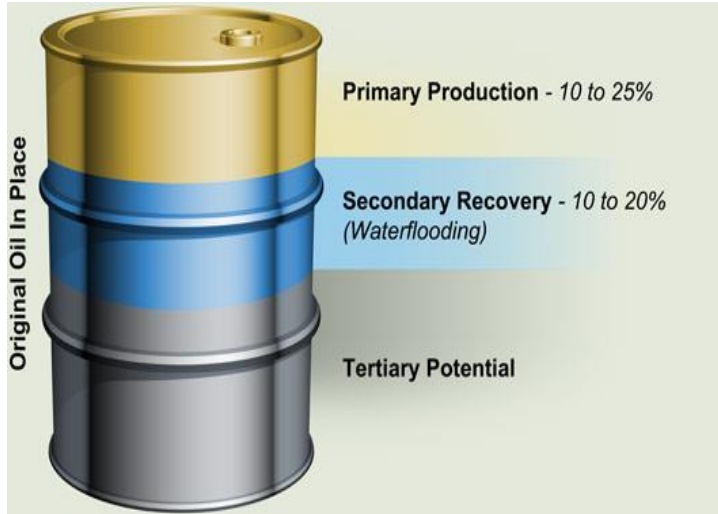 Original Oil In Place
Primary Production - 10 to 25%
Secondary Recovery - 10 to 20%
(Waterflooding)
Tertiary Potential